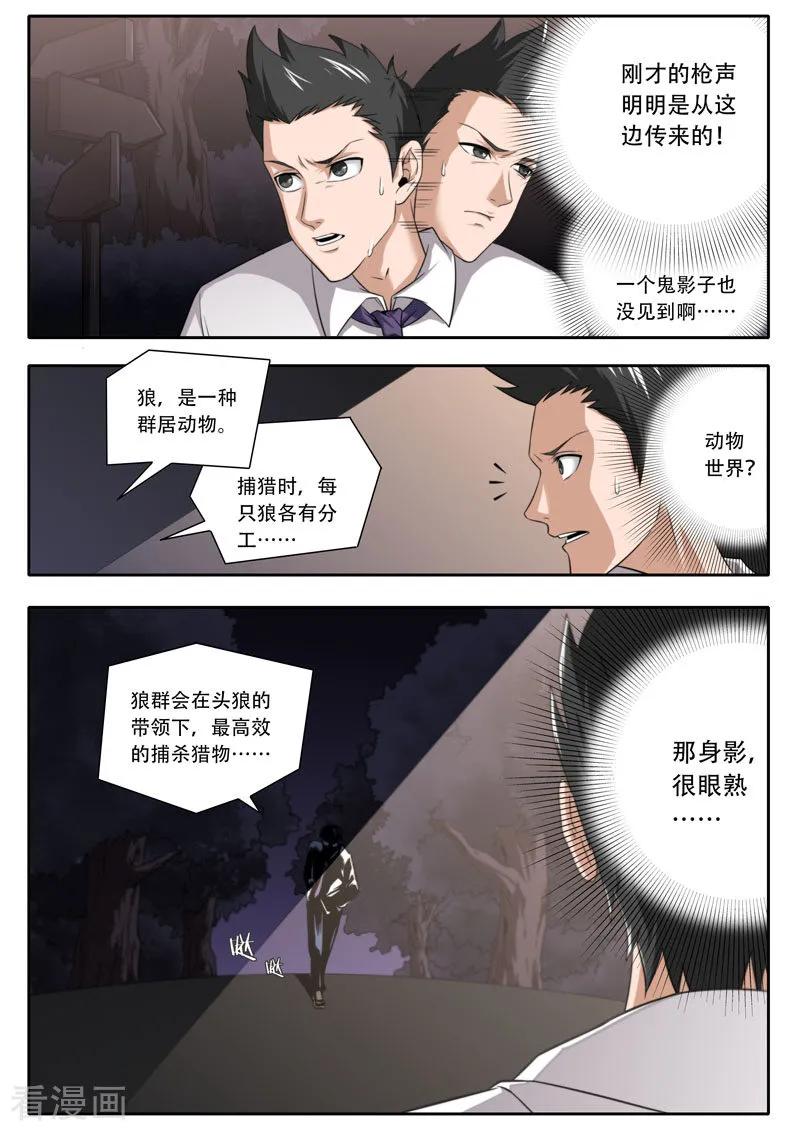 刚才的枪声
明明是从这
边传来的！
一个鬼影子也
没见到啊……
狼，是一种
群居动物。
捕猎时，每
只狼各有分
工……
动物
世界？
狼群会在头狼的
带领下，最高效
的捕杀猎物……
那身影，
很眼熟
……
哒
哒
看漫画